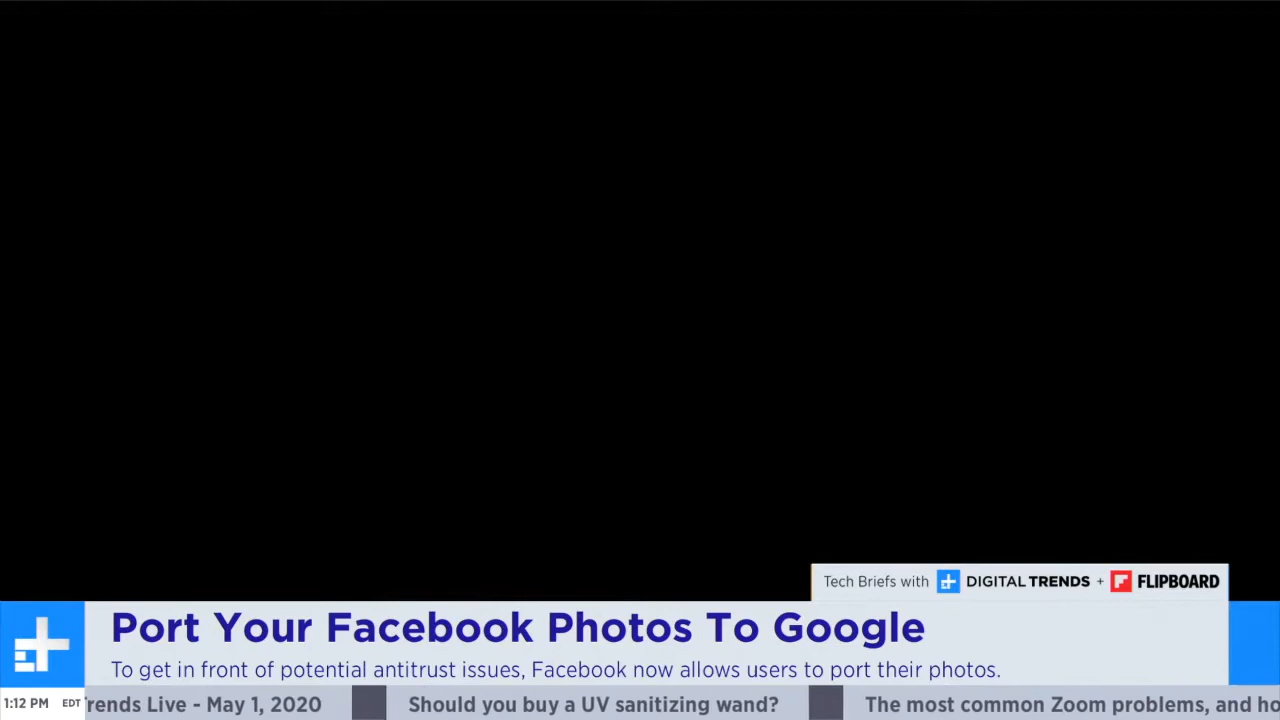 Tech Briefs with DIGITAL TRENDS + FLIPBOARD
Port Your Facebook Photos To Google
To get in front of potential antitrust issues, Facebook now allows users to port their photos.
1:12 PM EDT
rends Live - May 1, 2020 Should you buy a UV sanitizing wand? The most common Zoom problems, and ho